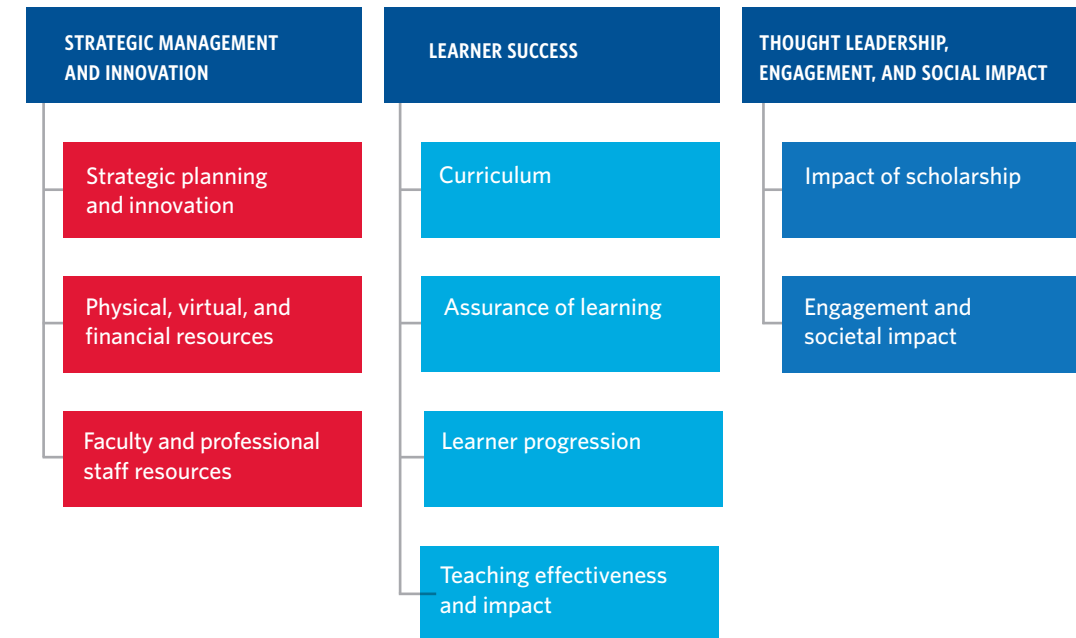 STRATEGIC MANAGEMENT
AND INNOVATION
Strategic planning
and innovation
Physical, virtual, and
financial resources
Faculty and professional
staff resources
LEARNER SUCCESS
Curriculum
Assurance of learning
Learner progression
Teaching effectiveness
and impact
THOUGHT LEADERSHIP,
ENGAGEMENT, AND SOCIAL IMPACT
Impact of scholarship
Engagement and
societal impact